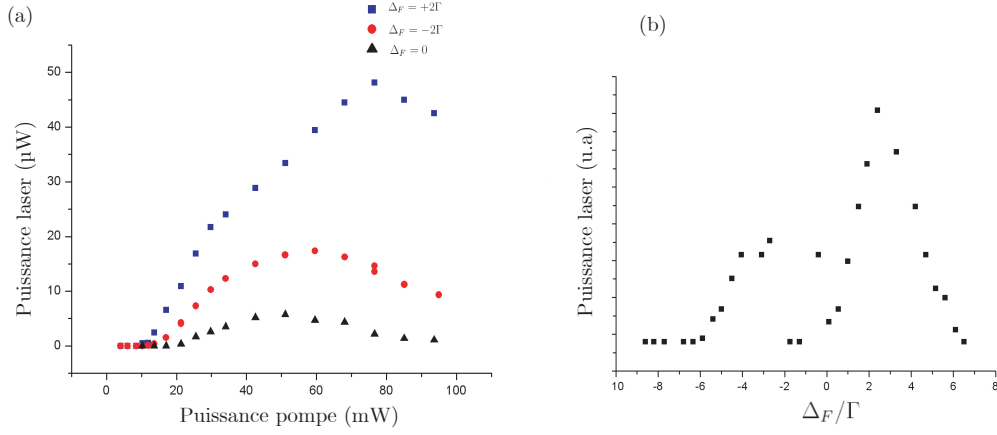 (a)
Δ_F = +2Γ
Δ_F = −2Γ
Δ_F = 0
50
40
30
20
10
0
Puissance laser (µW)
0 20 40 60 80 100
Puissance pompe (mW)
(b)
Puissance laser (u.a)
10 -8 -6 -4 -2 0 2 4 6 8
Δ_F/Γ